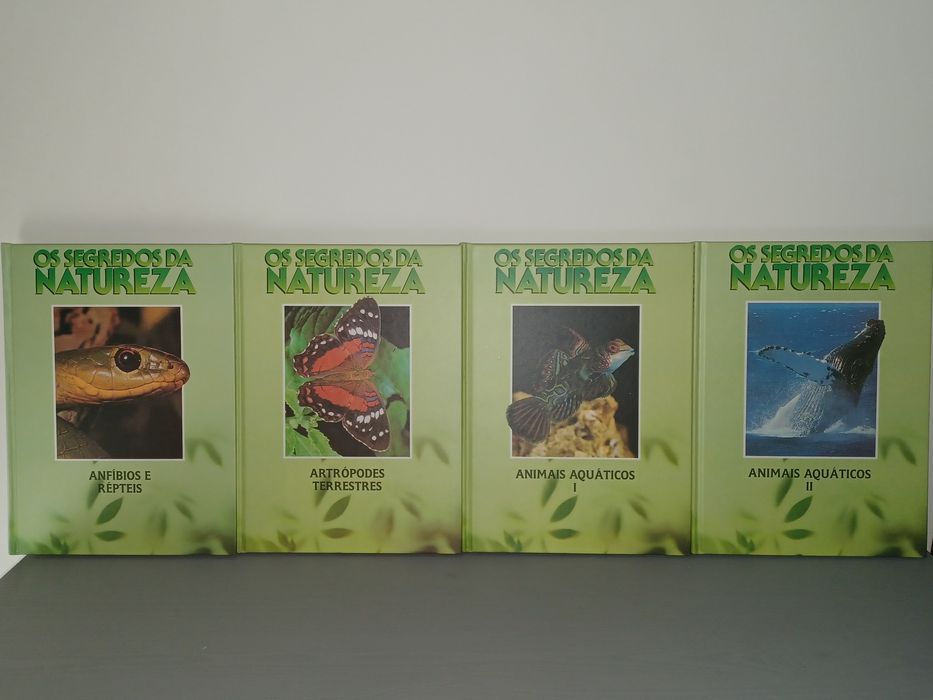 OS SEGREDOS DA
NATUREZA
ANFÍBIOS E
RÉPTEIS
OS SEGREDOS DA
NATUREZA
ARTRÓPODES
TERRESTRES
OS SEGREDOS DA
NATUREZA
ANIMAIS AQUÁTICOS
I
OS SEGREDOS DA
NATUREZA
ANIMAIS AQUÁTICOS
II